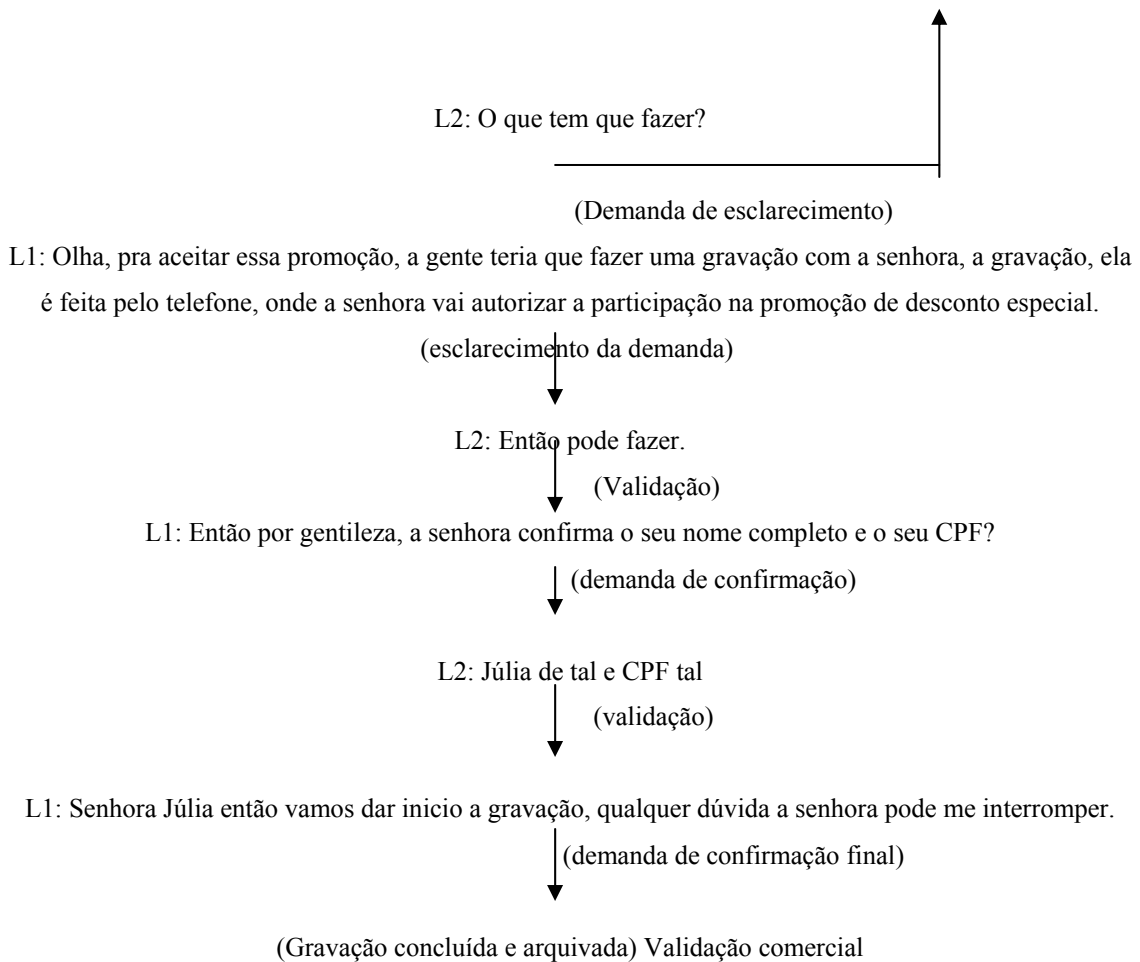 L2: O que tem que fazer?
(Demanda de esclarecimento)
L1: Olha, pra aceitar essa promoção, a gente teria que fazer uma gravação com a senhora, a gravação, ela
é feita pelo telefone, onde a senhora vai autorizar a participação na promoção de desconto especial.
(esclarecimento da demanda)
L2: Então pode fazer.
(Validação)
L1: Então por gentileza, a senhora confirma o seu nome completo e o seu CPF?
(demanda de confirmação)
L2: Júlia de tal e CPF tal
(validação)
L1: Senhora Júlia então vamos dar inicio a gravação, qualquer dúvida a senhora pode me interromper.
(demanda de confirmação final)
(Gravação concluída e arquivada) Validação comercial